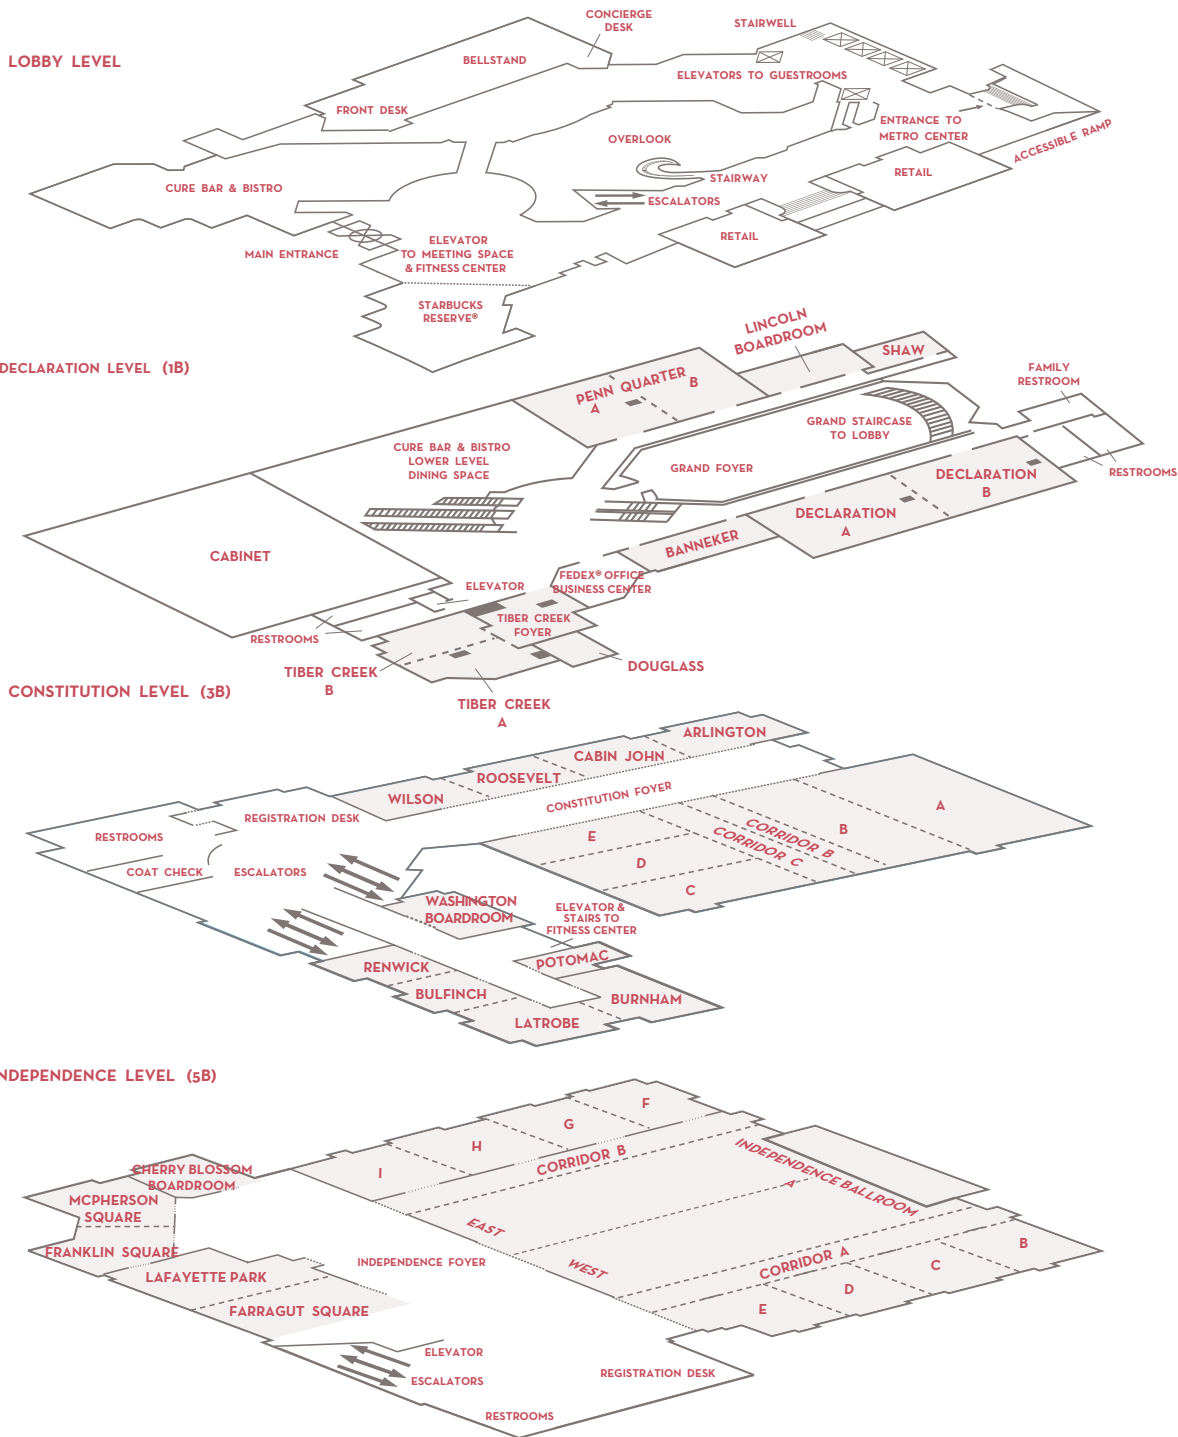 LOBBY LEVEL
CONCIERGE
DESK
STAIRWELL
BELLSTAND
ELEVATORS TO GUESTROOMS
FRONT DESK
ENTRANCE TO
METRO CENTER
ACCESSIBLE RAMP
OVERLOOK
STAIRWAY
RETAIL
CURE BAR & BISTRO
ESCALATORS
RETAIL
MAIN ENTRANCE
ELEVATOR
TO MEETING SPACE
& FITNESS CENTER
STARBUCKS
RESERVE®
DECLARATION LEVEL (1B)
LINCOLN
BOARDROOM
SHAW
FAMILY
RESTROOM
PENN QUARTER
A
B
GRAND STAIRCASE
TO LOBBY
CURE BAR & BISTRO
LOWER LEVEL
DINING SPACE
GRAND FOYER
RESTROOMS
DECLARATION
B
DECLARATION
A
BANNEKER
CABINET
FEDEX® OFFICE
BUSINESS CENTER
ELEVATOR
TIBER CREEK
FOYER
RESTROOMS
TIBER CREEK
B
DOUGLASS
TIBER CREEK
A
CONSTITUTION LEVEL (3B)
ARLINGTON
CABIN JOHN
ROOSEVELT
WILSON
CONSTITUTION FOYER
A
B
CORRIDOR B
CORRIDOR C
E
D
C
REGISTRATION DESK
RESTROOMS
COAT CHECK
ESCALATORS
WASHINGTON
BOARDROOM
ELEVATOR &
STAIRS TO
FITNESS CENTER
POTOMAC
RENWICK
BULFINCH
BURNHAM
LATROBE
NDEPENDENCE LEVEL (5B)
F
G
H
I
CORRIDOR B
INDEPENDENCE BALLROOM
A
CHERRY BLOSSOM
BOARDROOM
MCPHERSON
SQUARE
FRANKLIN SQUARE
EAST
WEST
INDEPENDENCE FOYER
CORRIDOR A
B
C
D
E
LAFAYETTE PARK
FARRAGUT SQUARE
ELEVATOR
ESCALATORS
REGISTRATION DESK
RESTROOMS